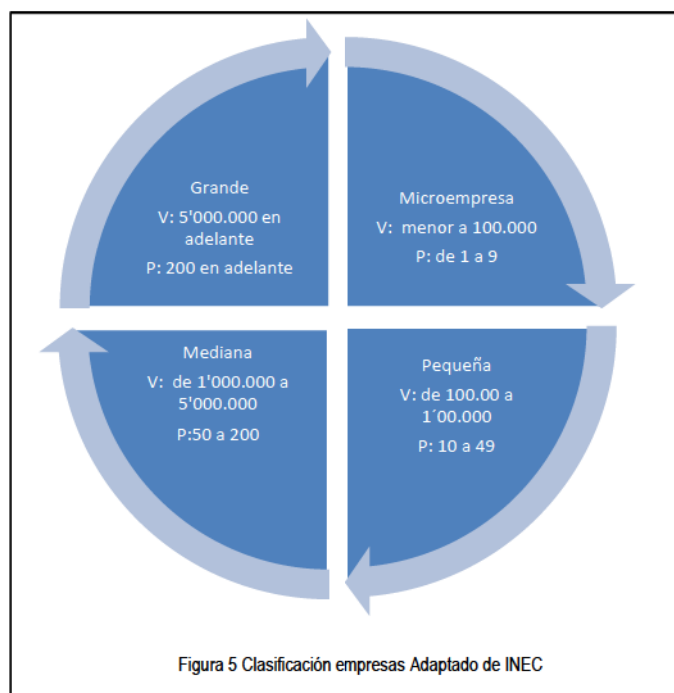 Grande
V: 5'000.000 en
adelante
P: 200 en adelante
Microempresa
V: menor a 100.000
P: de 1 a 9
Mediana
V: de 1'000.000 a
5'000.000
P:50 a 200
Pequeña
V: de 100.00 a
1´00.000
P: 10 a 49
Figura 5 Clasificación empresas Adaptado de INEC